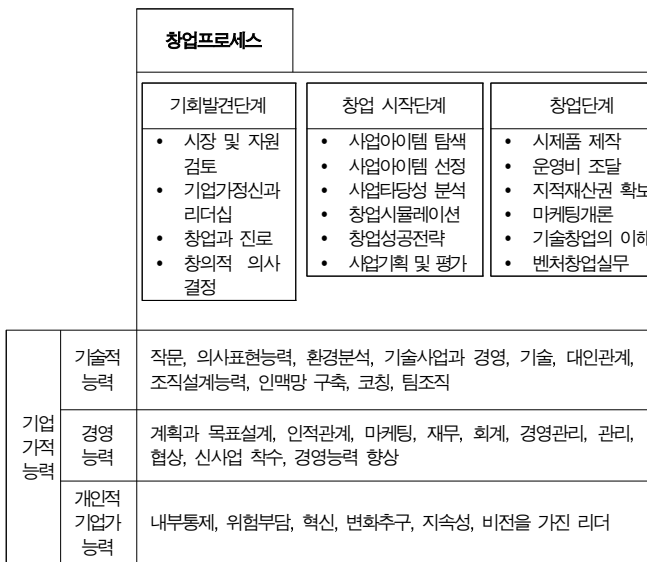 창업프로세스
기회발견단계
• 시장 및 자원
검토
• 기업가정신과
리더십
• 창업과 진로
• 창의적 의사
결정
창업 시작단계
• 사업아이템 탐색
• 사업아이템 선정
• 사업타당성 분석
• 창업시뮬레이션
• 창업성공전략
• 사업기획 및 평가
창업단계
• 시제품 제작
• 운영비 조달
• 지적재산권 확보
• 마케팅개론
• 기술창업의 이해
• 벤처창업실무
기업
가적
능력
기술적
능력
작문, 의사표현능력, 환경분석, 기술사업과 경영, 기술, 대인관계,
조직설계능력, 인맥망 구축, 코칭, 팀조직
경영
능력
계획과 목표설계, 인적관계, 마케팅, 재무, 회계, 경영관리, 관리,
협상, 신사업 착수, 경영능력 향상
개인적
기업가
능력
내부통제, 위험부담, 혁신, 변화추구, 지속성, 비전을 가진 리더